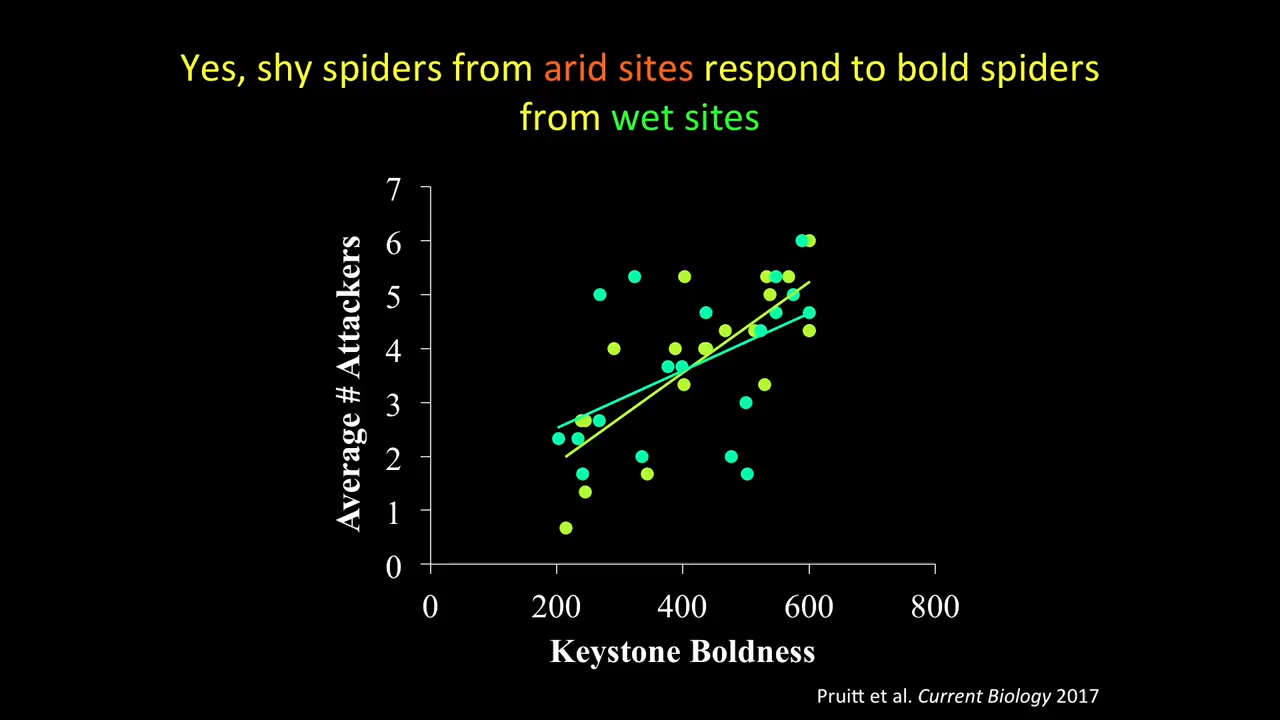 Yes, shy spiders from arid sites respond to bold spiders
from wet sites
7
6
5
4
3
2
1
0
Average # Attackers
0 200 400 600 800
Keystone Boldness
Pruitt et al. Current Biology 2017